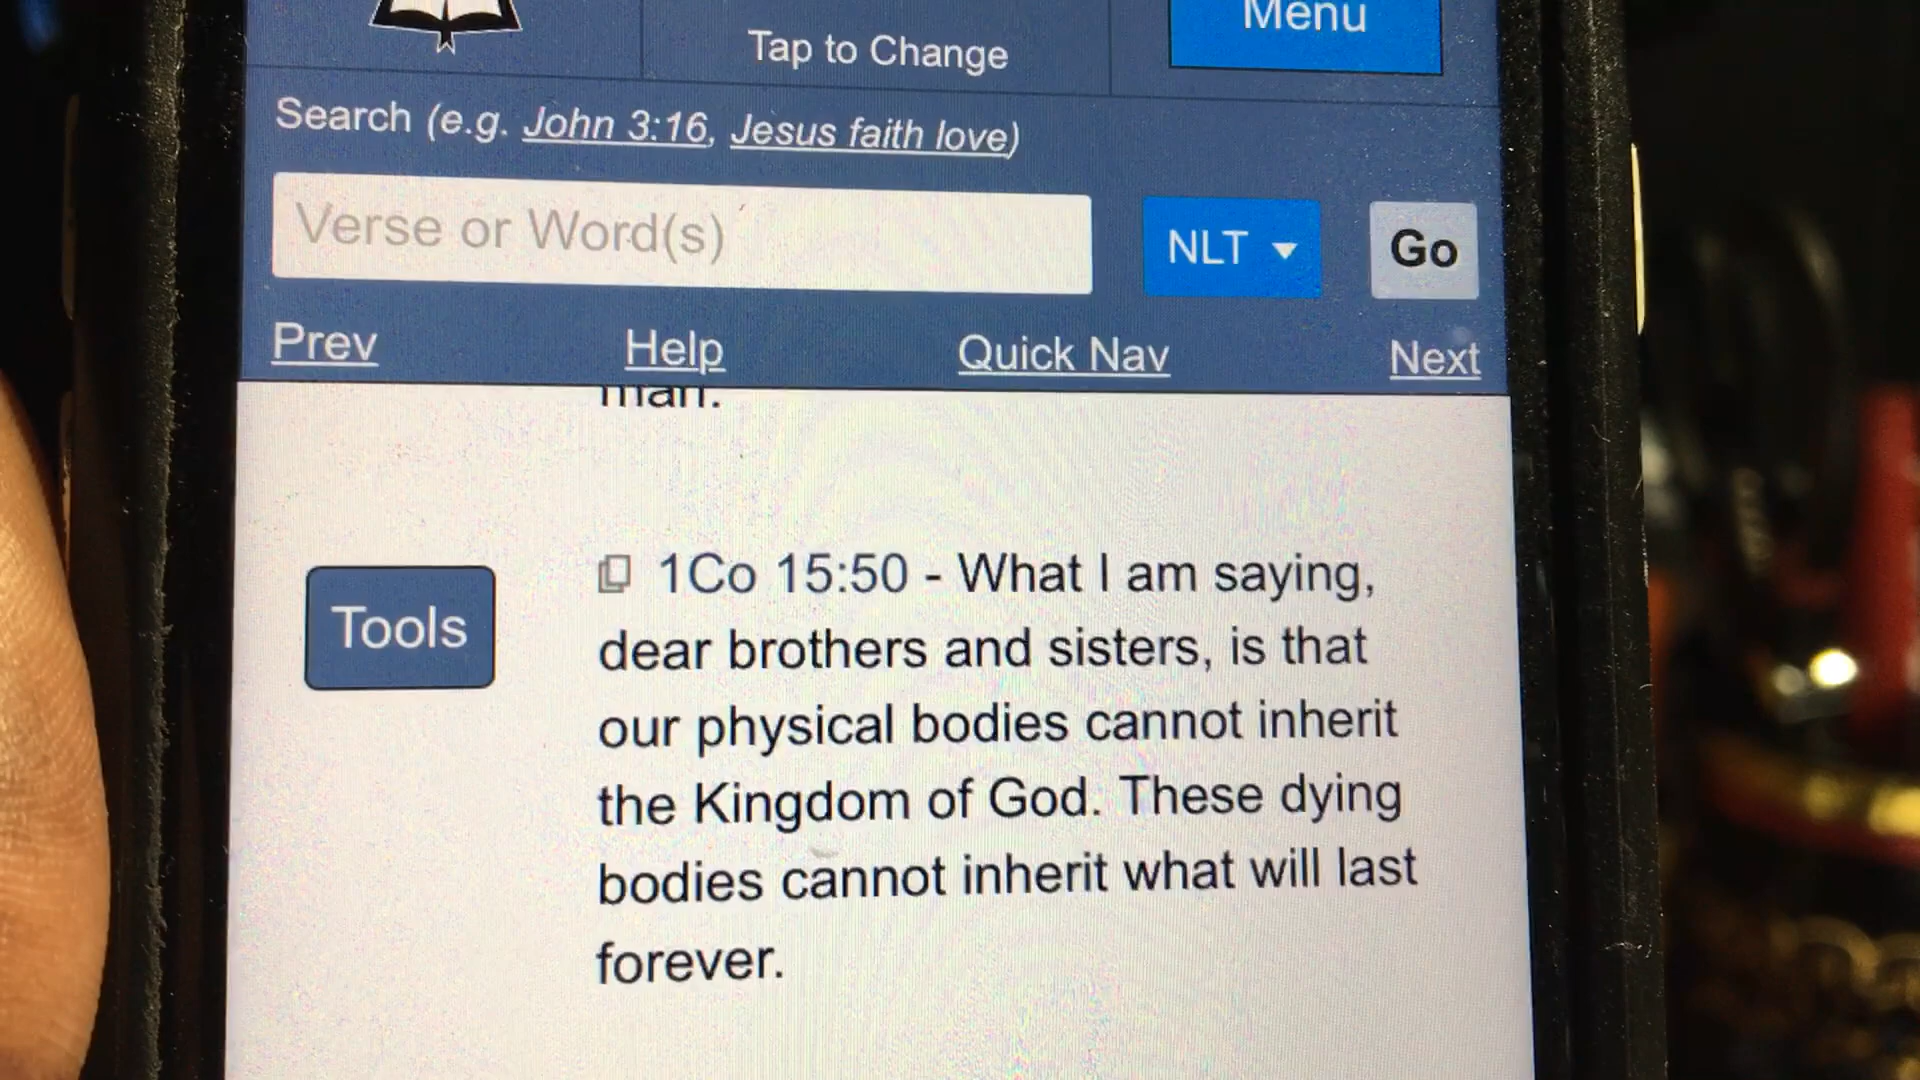 Menu
Tap to Change
Search (e.g. John 3:16, Jesus faith love)
Verse or Word(s)
NLT
Go
Prev
Help
Quick Nav
Next
man.
Tools
1Co 15:50 - What I am saying,
dear brothers and sisters, is that
our physical bodies cannot inherit
the Kingdom of God. These dying
bodies cannot inherit what will last
forever.